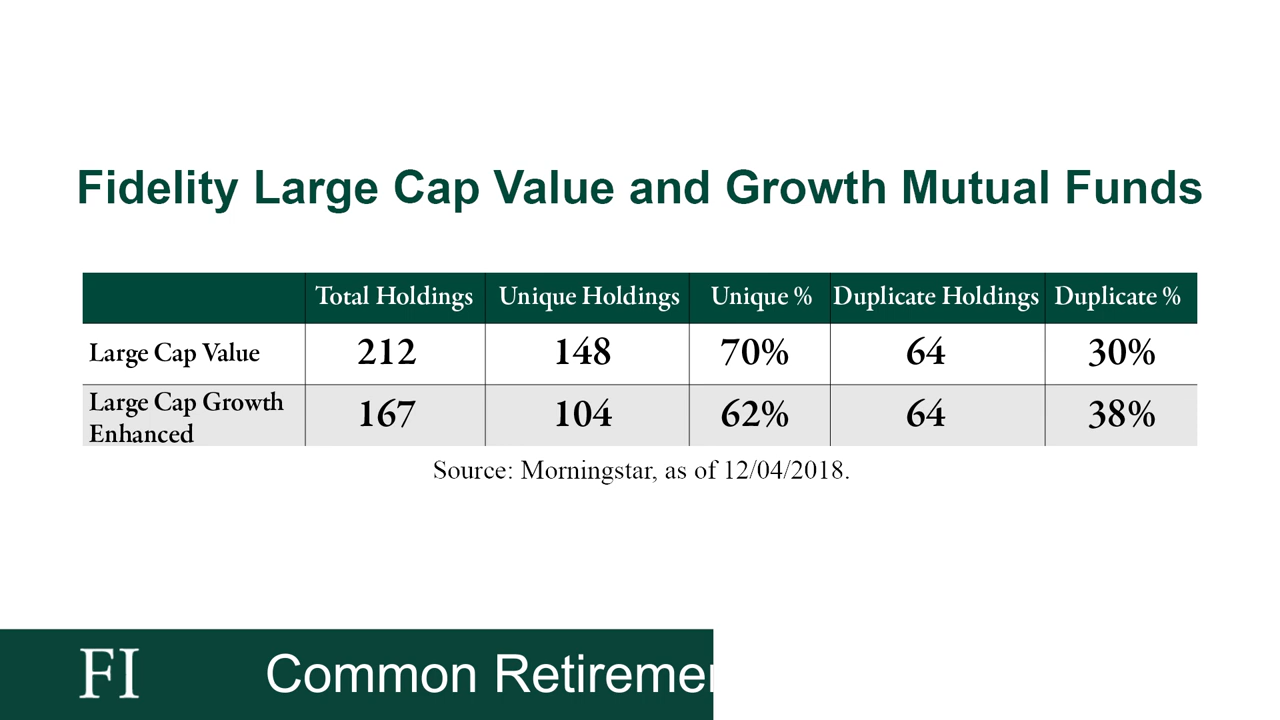 Fidelity Large Cap Value and Growth Mutual Funds
Total Holdings Unique Holdings Unique % Duplicate Holdings Duplicate %
Large Cap Value 212 148 70% 64 30%
Large Cap Growth
Enhanced 167 104 62% 64 38%
Source: Morningstar, as of 12/04/2018.
FI Common Retiremen